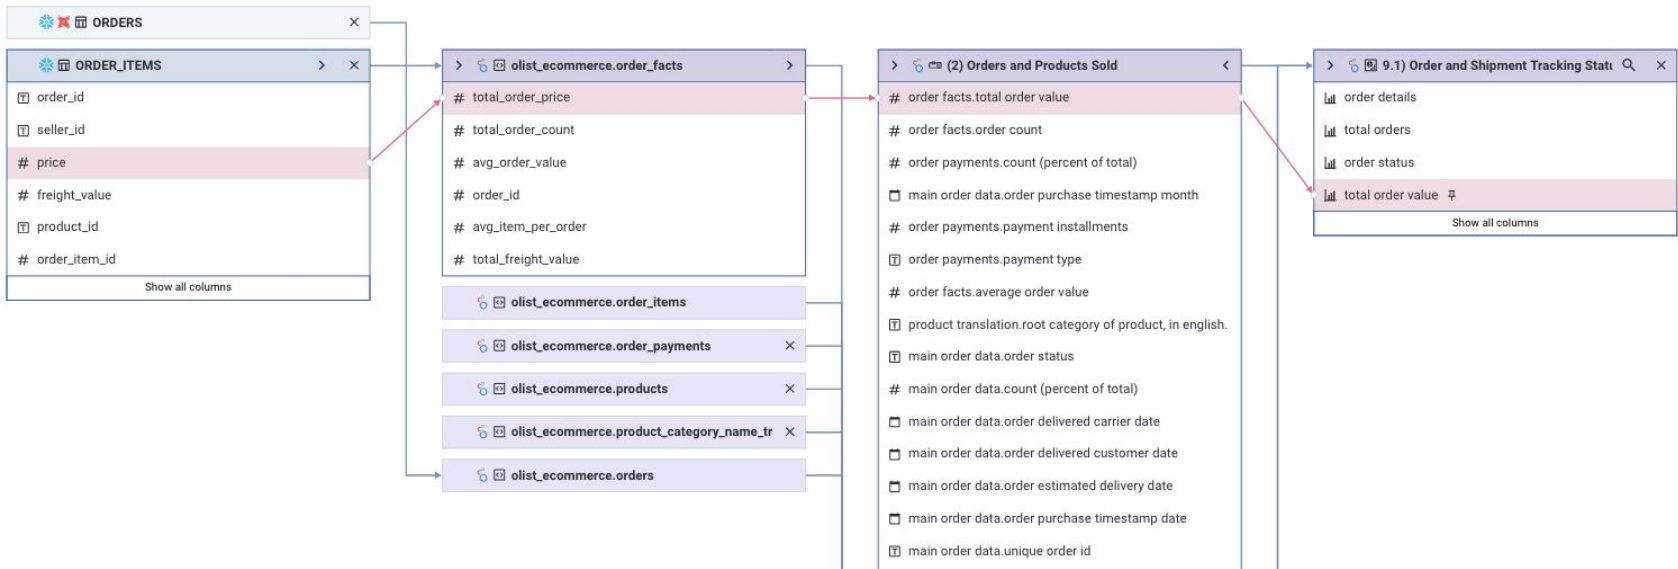 ORDERS
ORDER_ITEMS
order_id
seller_id
price
freight_value
product_id
order_item_id
Show all columns
olist_ecommerce.order_facts
total_order_price
total_order_count
avg_order_value
order_id
avg_item_per_order
total_freight_value
olist_ecommerce.order_items
olist_ecommerce.order_payments
olist_ecommerce.products
olist_ecommerce.product_category_name_tr
olist_ecommerce.orders
(2) Orders and Products Sold
order facts.total order value
order facts.order count
order payments.count (percent of total)
main order data.order purchase timestamp month
order payments.payment installments
order payments.payment type
order facts.average order value
product translation.root category of product, in english.
main order data.order status
main order data.count (percent of total)
main order data.order delivered carrier date
main order data.order delivered customer date
main order data.order estimated delivery date
main order data.order purchase timestamp date
main order data.unique order id
9.1) Order and Shipment Tracking Statu
order details
total orders
order status
total order value
Show all columns